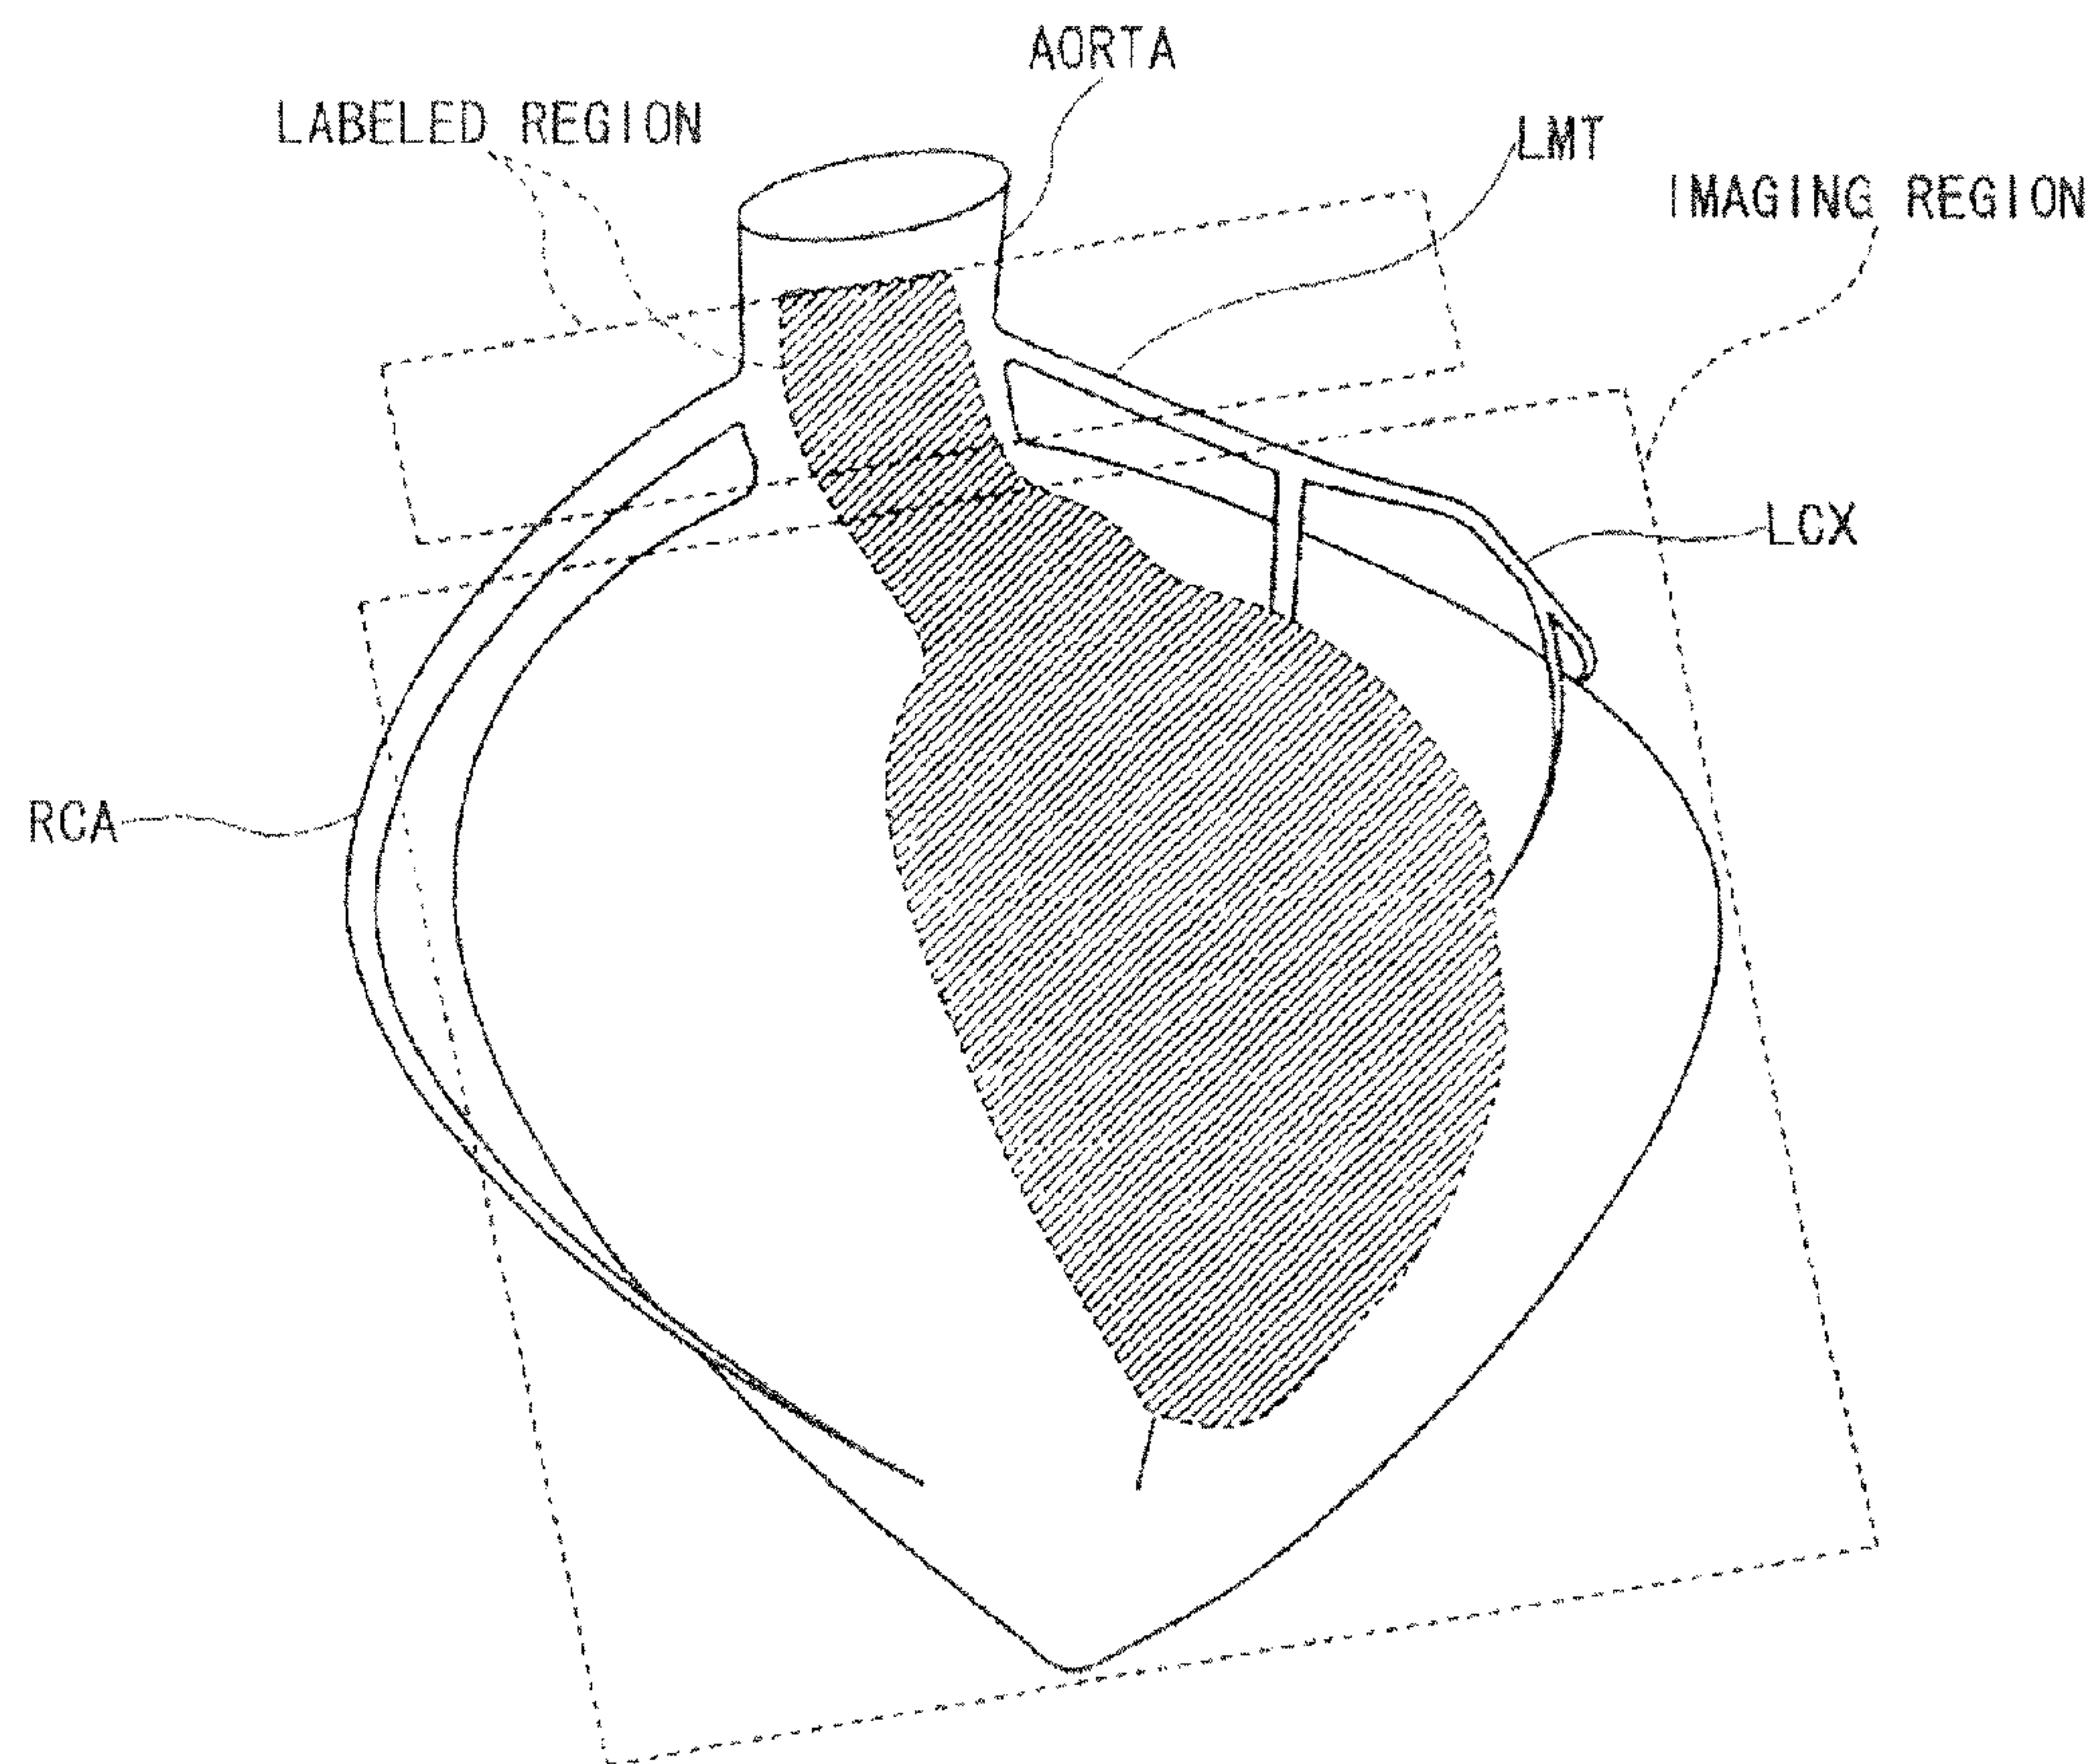 AORTA
LABELED REGION
LMT
IMAGING REGION
LCX
RCA